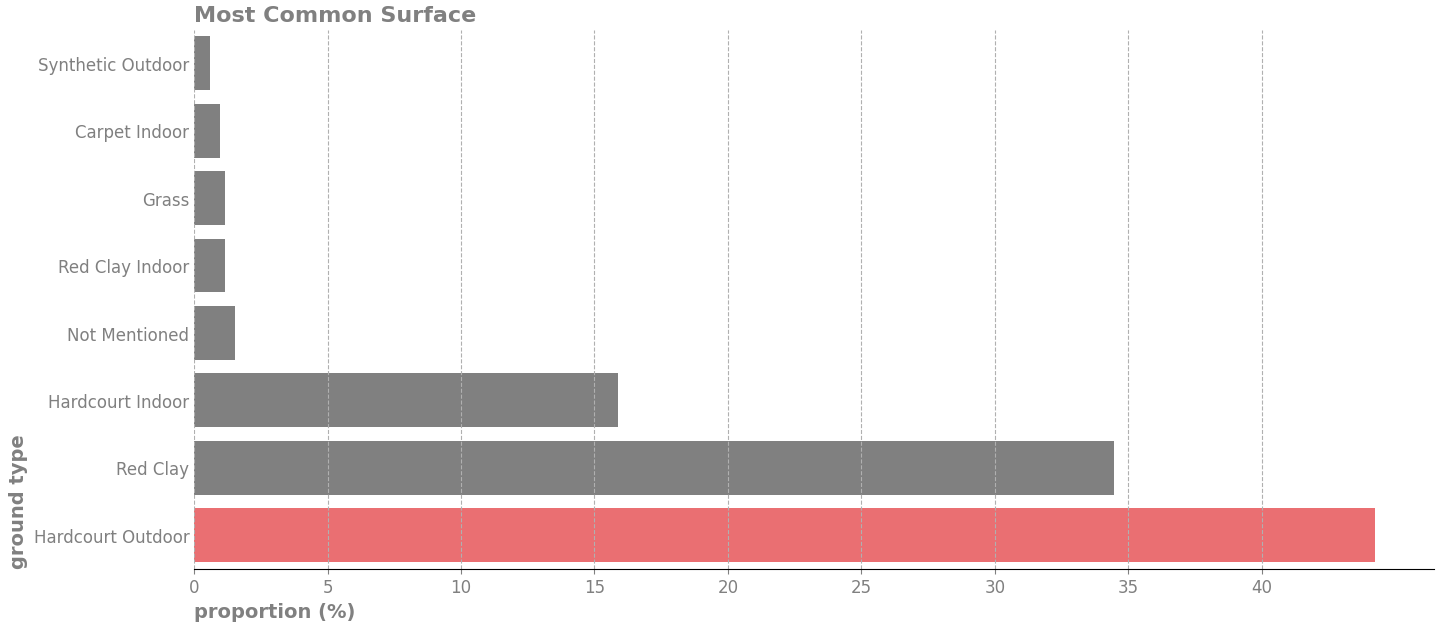 Most Common Surface
Synthetic Outdoor
Carpet Indoor
Grass
Red Clay Indoor
Not Mentioned
Hardcourt Indoor
Red Clay
Hardcourt Outdoor
ground type
0 5 10 15 20 25 30 35 40
proportion (%)